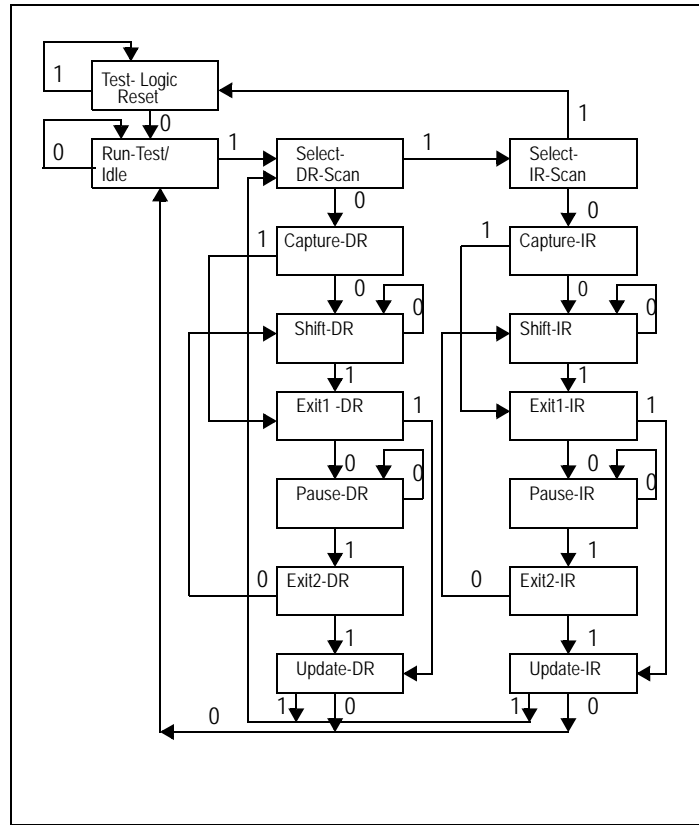 1
Test- Logic
Reset
0
1
0
Run-Test/
Idle
1
Select-
DR-Scan
1
Select-
IR-Scan
0
0
1
Capture-DR
1
Capture-IR
0
0
Shift-DR
0
Shift-IR
0
1
1
Exit1 -DR
1
Exit1-IR
1
0
0
Pause-DR
0
Pause-IR
0
1
1
0
Exit2-DR
0
Exit2-IR
1
1
Update-DR
Update-IR
0
1
0
1
0